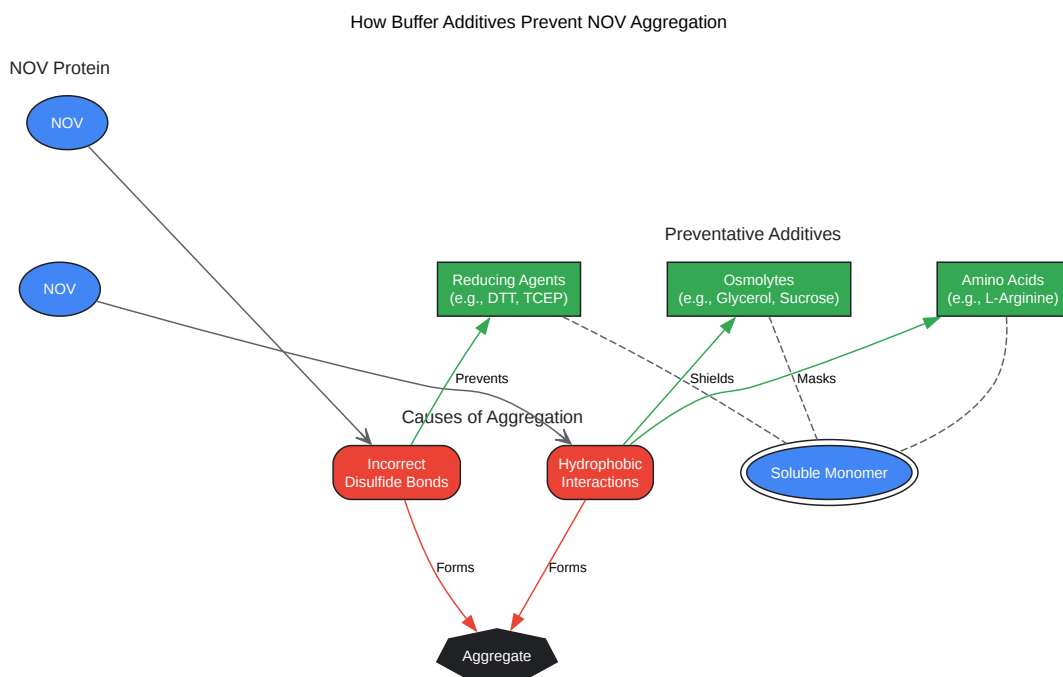 How Buffer Additives Prevent NOV Aggregation
NOV Protein
NOV
Preventative Additives
NOV
Reducing Agents
(e.g., DTT, TCEP)
Osmolytes
(e.g., Glycerol, Sucrose)
Amino Acids
(e.g., L-Arginine)
Prevents
Shields
Masks
Causes of Aggregation
Incorrect
Disulfide Bonds
Hydrophobic
Interactions
Soluble Monomer
Forms
Forms
Aggregate